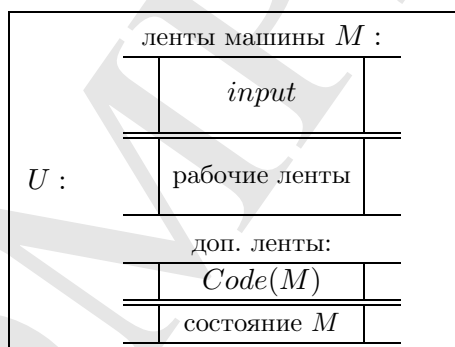 ленты машины M :
input
U :
рабочие ленты
доп. ленты:
Code(M)
состояние M